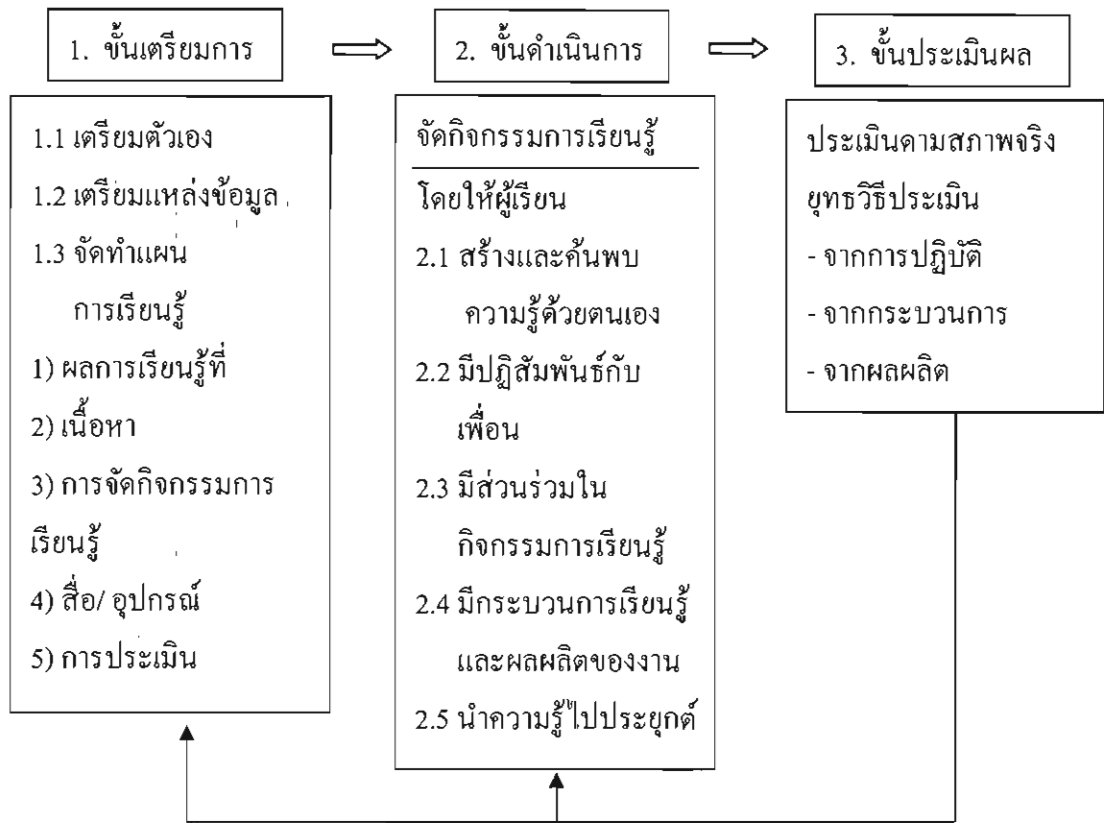 1. ขั้นเตรียมการ
2. ขั้นดำเนินการ
3. ขั้นประเมินผล
1.1 เตรียมตัวเอง
1.2 เตรียมแหล่งข้อมูล
1.3 จัดทำแผน
การเรียนรู้
1) ผลการเรียนรู้ที่
2) เนื้อหา
3) การจัดกิจกรรมการ
เรียนรู้
4) สื่อ/ อุปกรณ์
5) การประเมิน
จัดกิจกรรมการเรียนรู้
โดยให้ผู้เรียน
2.1 สร้างและค้นพบ
ความรู้ด้วยตนเอง
2.2 มีปฏิสัมพันธ์กับ
เพื่อน
2.3 มีส่วนร่วมใน
กิจกรรมการเรียนรู้
2.4 มีกระบวนการเรียนรู้
และผลผลิตของงาน
2.5 นำความรู้ไปประยุกต์
ประเมินตามสภาพจริง
ยุทธวิธีประเมิน
- จากการปฏิบัติ
- จากกระบวนการ
- จากผลผลิต